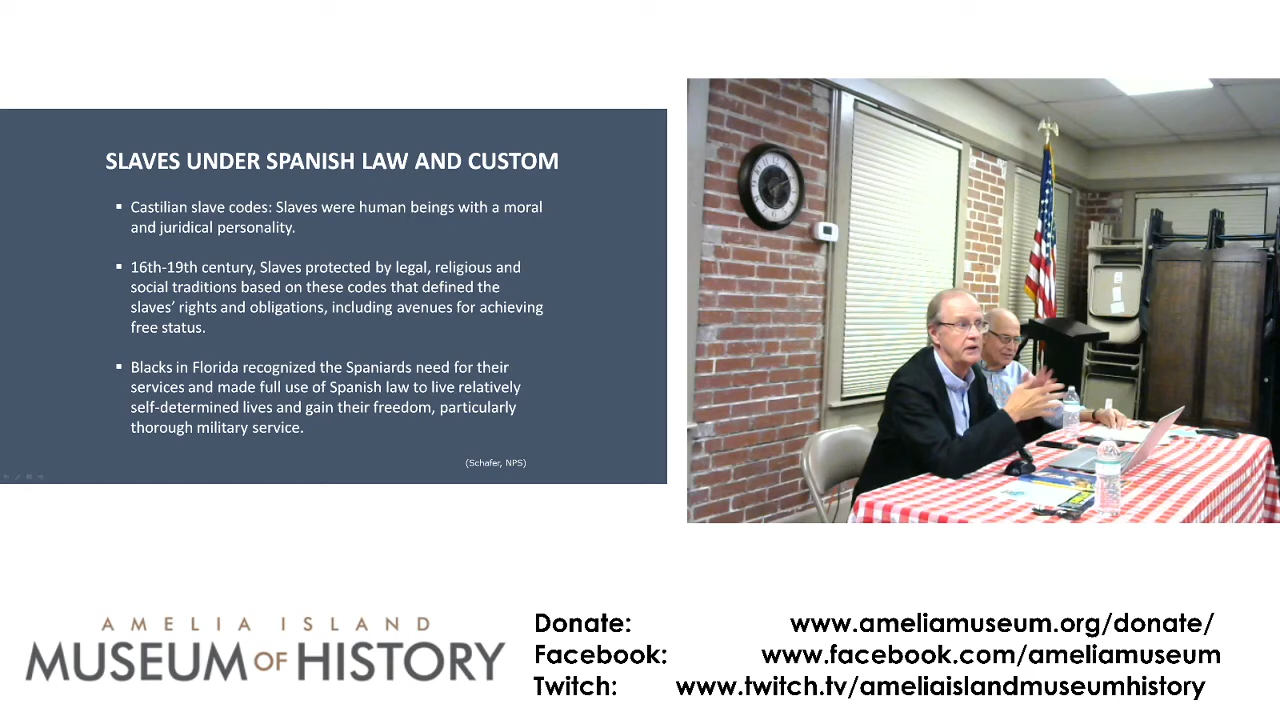 SLAVES UNDER SPANISH LAW AND CUSTOM
▪ Castilian slave codes: Slaves were human beings with a moral
and juridical personality.
▪ 16th-19th century, Slaves protected by legal, religious and
social traditions based on these codes that defined the
slaves' rights and obligations, including avenues for achieving
free status.
▪ Blacks in Florida recognized the Spaniards need for their
services and made full use of Spanish law to live relatively
self-determined lives and gain their freedom, particularly
thorough military service.
(Schafer, NPS)
AMELIA ISLAND
MUSEUM OF HISTORY
Donate: www.ameliamuseum.org/donate/
Facebook: www.facebook.com/ameliamuseum
Twitch: www.twitch.tv/ameliaislandmuseumhistory